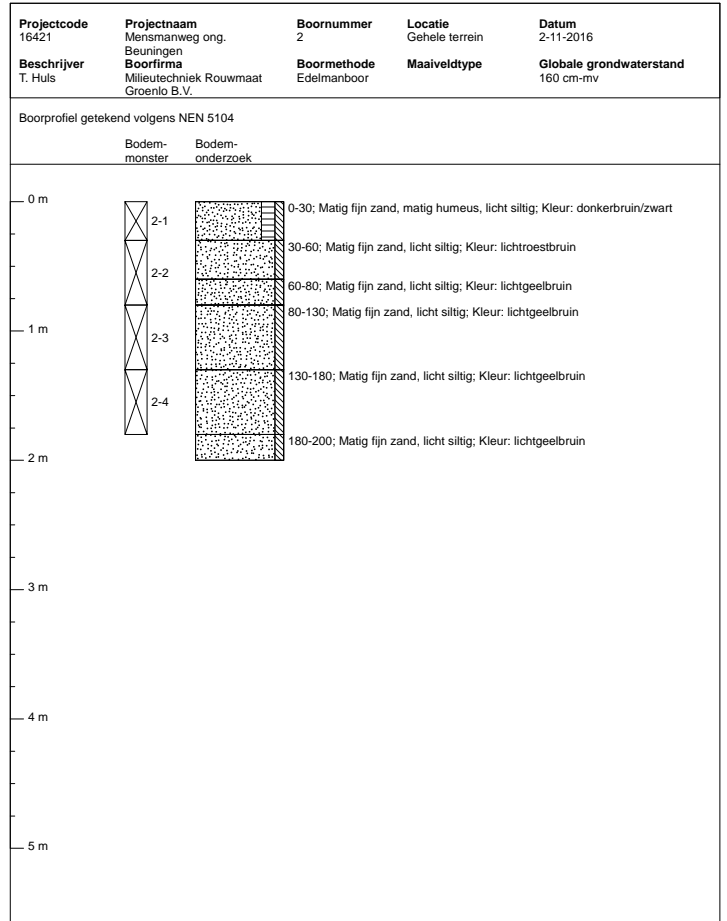 Projectcode Projectnaam Boornummer Locatie Datum
16421 Mensmanweg ong. 2 Gehele terrein 2-11-2016
Beuningen
Beschrijver Boorfirma Boormethode Maaiveldtype Globale grondwaterstand
T. Huls Milieutechniek Rouwmaat Edelmanboor 160 cm-mv
Groenlo B.V.
Boorprofiel getekend volgens NEN 5104
Bodem- Bodem-
monster onderzoek
0 m
0-30; Matig fijn zand, matig humeus, licht siltig; Kleur: donkerbruin/zwart
2-1
30-60; Matig fijn zand, licht siltig; Kleur: lichtroestbruin
2-2
60-80; Matig fijn zand, licht siltig; Kleur: lichtgeelbruin
80-130; Matig fijn zand, licht siltig; Kleur: lichtgeelbruin
1 m
2-3
130-180; Matig fijn zand, licht siltig; Kleur: lichtgeelbruin
2-4
180-200; Matig fijn zand, licht siltig; Kleur: lichtgeelbruin
2 m
3 m
4 m
5 m